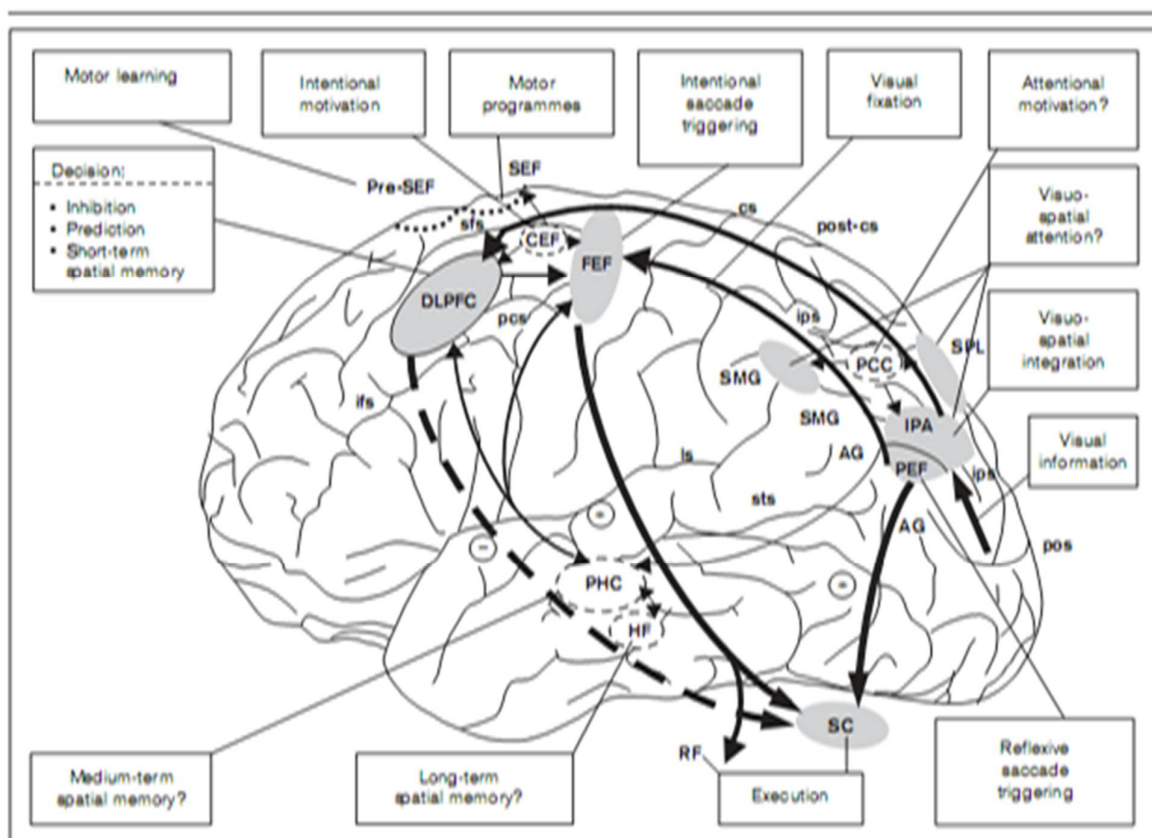 Motor learning
Intentional
motivation
Motor
programmes
Intentional
saccade
triggering
Visual
fixation
Attentional
motivation?
Decision:
• Inhibition
• Prediction
• Short-term
spatial memory
Visuo-
spatial
attention?
Visuo-
spatial
integration
Visual
information
Pre-SEF
SEF
sfs
CEF
FEF
cs
post-cs
DLPFC
pcs
ips
PCC
SPL
SMG
SMG
ifs
IPA
AG
PEF
ips
ls
sts
AG
pos
PHC
HF
SC
RF
Medium-term
spatial memory?
Long-term
spatial memory?
Execution
Reflexive
saccade
triggering